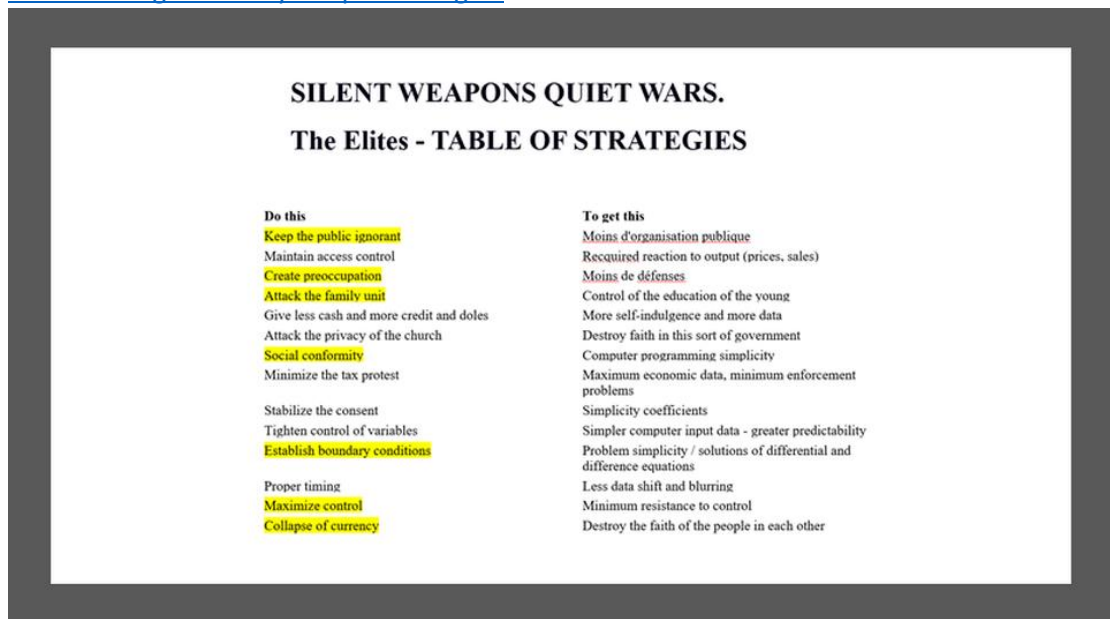 SILENT WEAPONS QUIET WARS.
The Elites - TABLE OF STRATEGIES
Do this To get this
Keep the public ignorant Moins d'organisation publique
Maintain access control Recquired reaction to output (prices, sales)
Create preoccupation Moins de défenses
Attack the family unit Control of the education of the young
Give less cash and more credit and doles More self-indulgence and more data
Attack the privacy of the church Destroy faith in this sort of government
Social conformity Computer programming simplicity
Minimize the tax protest Maximum economic data, minimum enforcement
problems
Stabilize the consent Simplicity coefficients
Tighten control of variables Simpler computer input data - greater predictability
Establish boundary conditions Problem simplicity / solutions of differential and
difference equations
Proper timing Less data shift and blurring
Maximize control Minimum resistance to control
Collapse of currency Destroy the faith of the people in each other